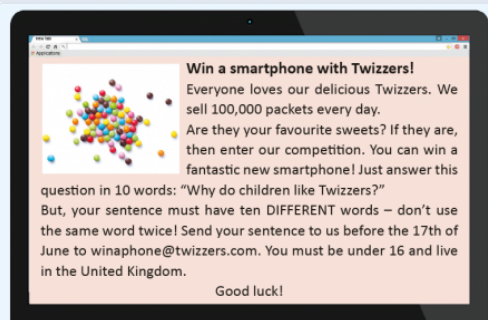 Win a smartphone with Twizzers!
Everyone loves our delicious Twizzers. We
sell 100,000 packets every day.
Are they your favourite sweets? If they are,
then enter our competition. You can win a
fantastic new smartphone! Just answer this
question in 10 words: “Why do children like Twizzers?”
But, your sentence must have ten DIFFERENT words – don’t use
the same word twice! Send your sentence to us before the 17th of
June to winaphone@twizzers.com. You must be under 16 and live
in the United Kingdom.
Good luck!